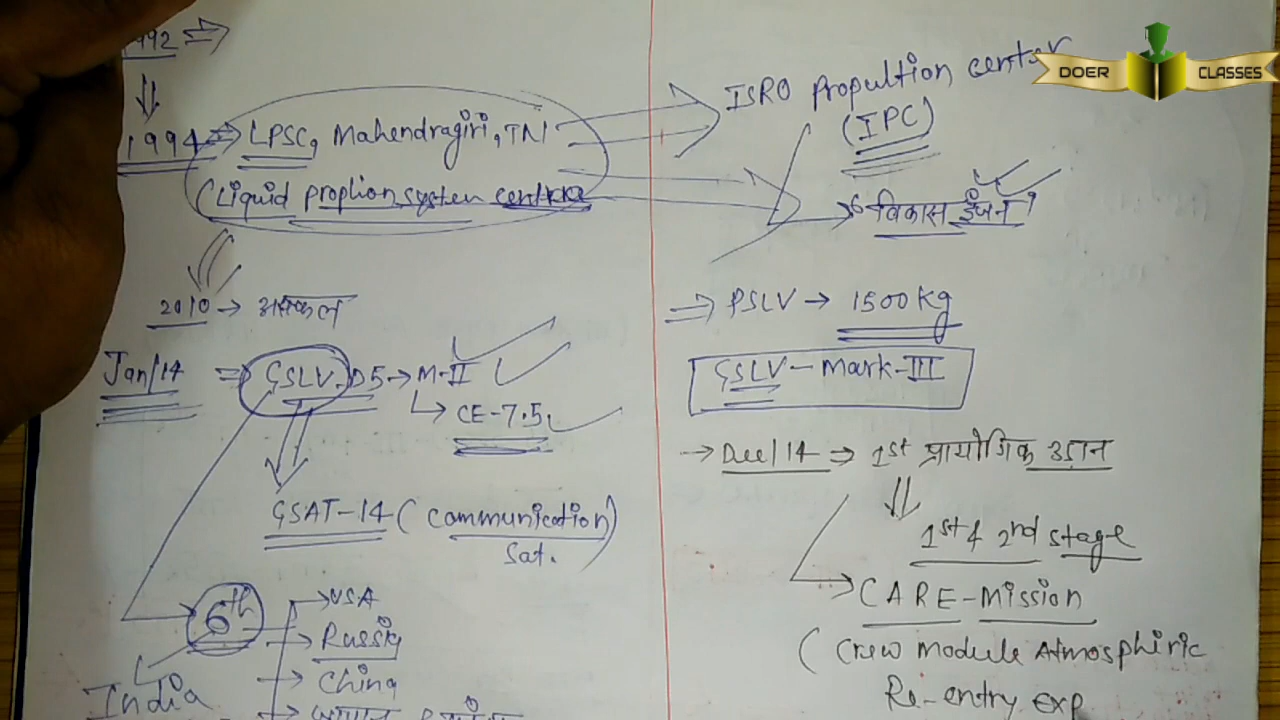 1992 ⇒
1994 ⇒ LPSC, Mahendragiri, TN
(Liquid proplion system centre
2010 → असफल
Jan/14 ⇒ GSLV-D5 → M-II
CE-7.5
GSAT-14 (Communication)
Sat.
6th
→ USA
→ Russia
→ China
India
ISRO Propultion center
(IPC)
विकास इंजन
⇒ PSLV → 1500 Kg
GSLV - Mark-III
→ Dec/14 ⇒ 1st प्रायोगिक उड़ान
1st & 2nd stage
CARE-Mission
(Crew module Atmosphiric
Re-entry exp
DOER CLASSES